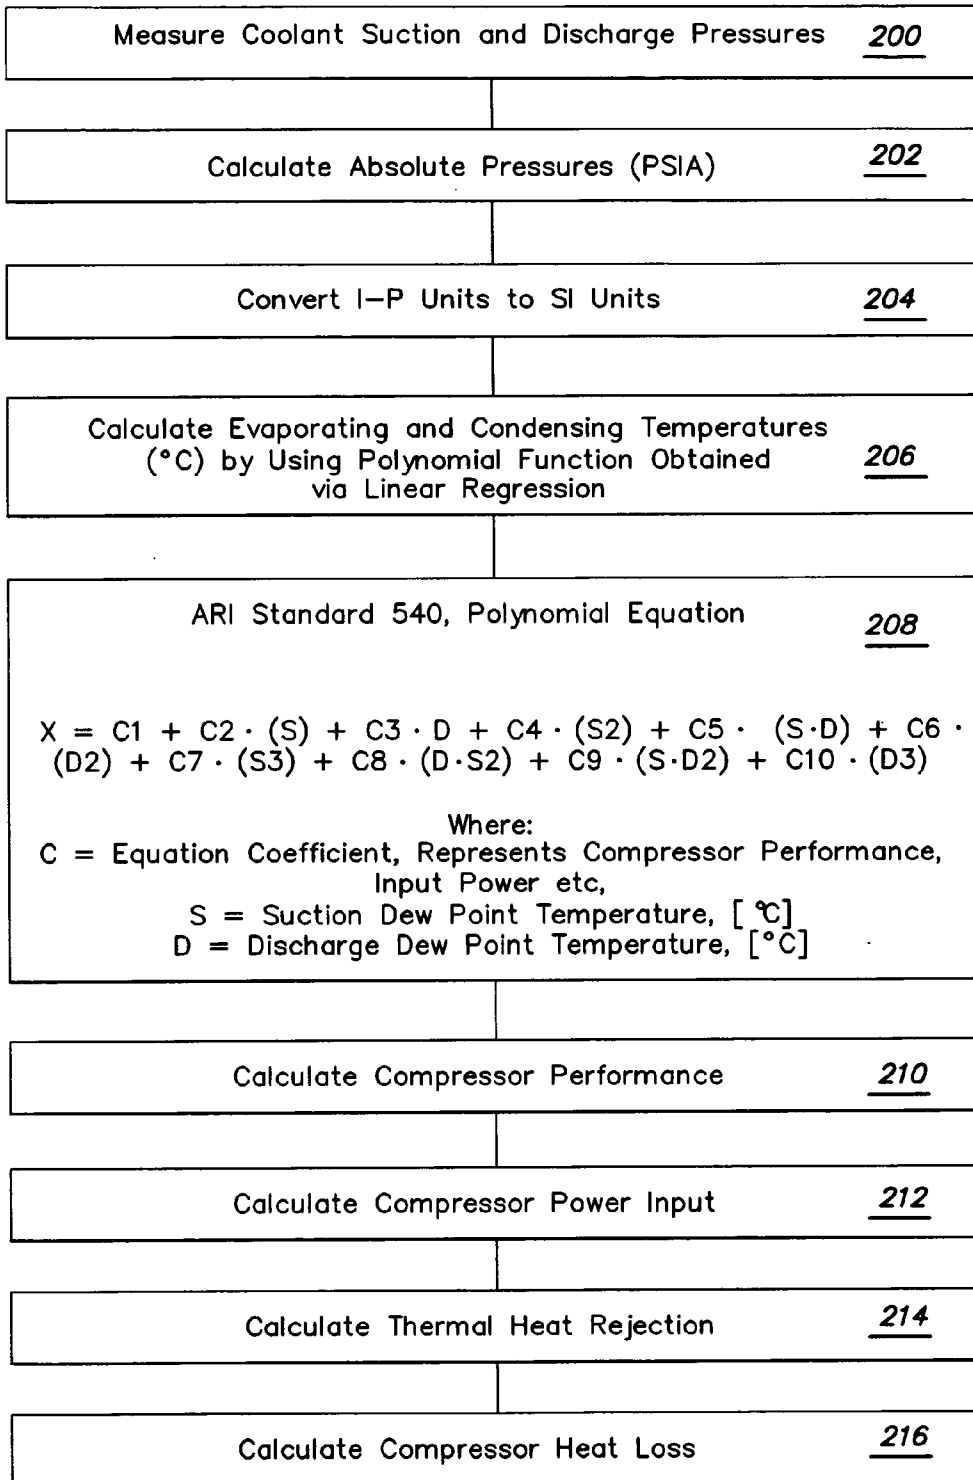 Measure Coolant Suction and Discharge Pressures 200
Calculate Absolute Pressures (PSIA) 202
Convert I-P Units to SI Units 204
Calculate Evaporating and Condensing Temperatures
(°C) by Using Polynomial Function Obtained 206
via Linear Regression
ARI Standard 540, Polynomial Equation 208
X = C1 + C2 · (S) + C3 · D + C4 · (S2) + C5 · (S·D) + C6 ·
(D2) + C7 · (S3) + C8 · (D·S2) + C9 · (S·D2) + C10 · (D3)
Where:
C = Equation Coefficient, Represents Compressor Performance,
Input Power etc,
S = Suction Dew Point Temperature, [°C]
D = Discharge Dew Point Temperature, [°C]
Calculate Compressor Performance 210
Calculate Compressor Power Input 212
Calculate Thermal Heat Rejection 214
Calculate Compressor Heat Loss 216